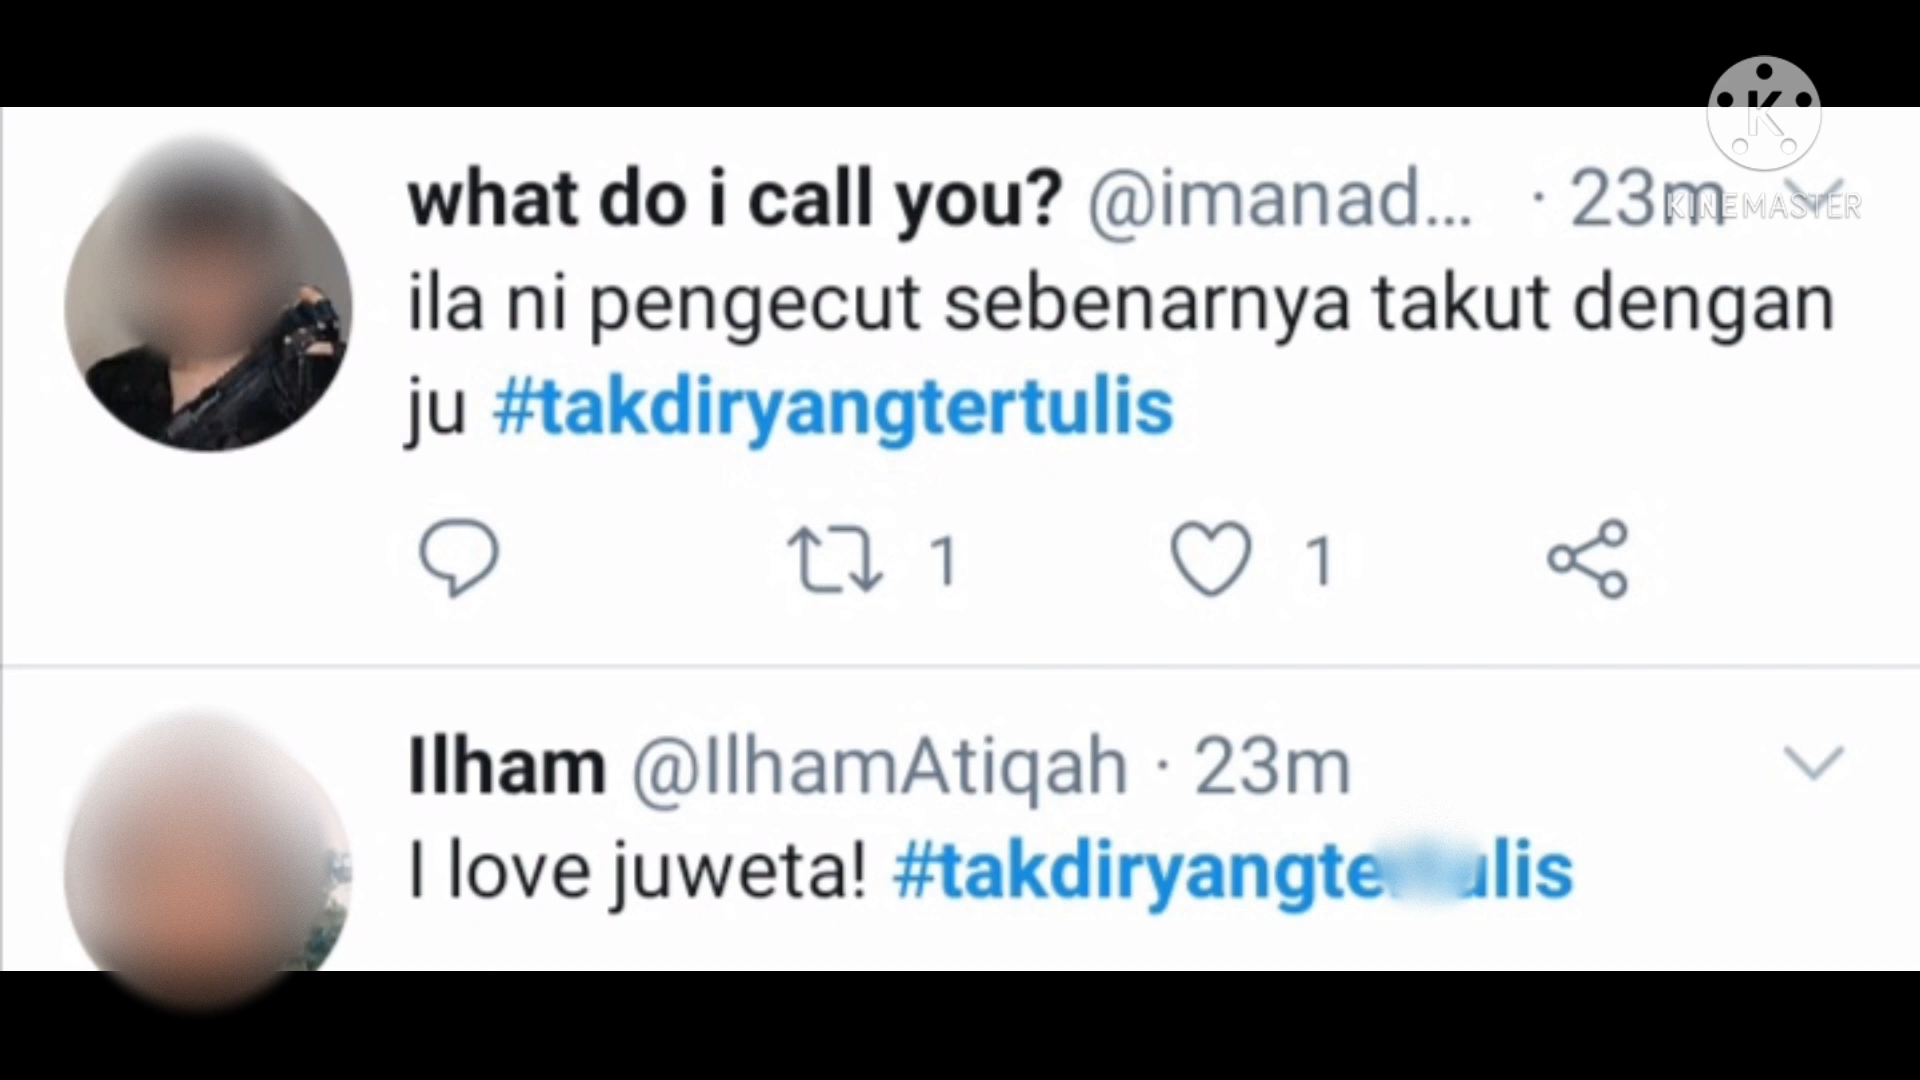 K
KINEMASTER
what do i call you? @imanad... · 23m
ila ni pengecut sebenarnya takut dengan
ju #takdiryangtertulis
1 1
Ilham @IlhamAtiqah · 23m
I love juweta!